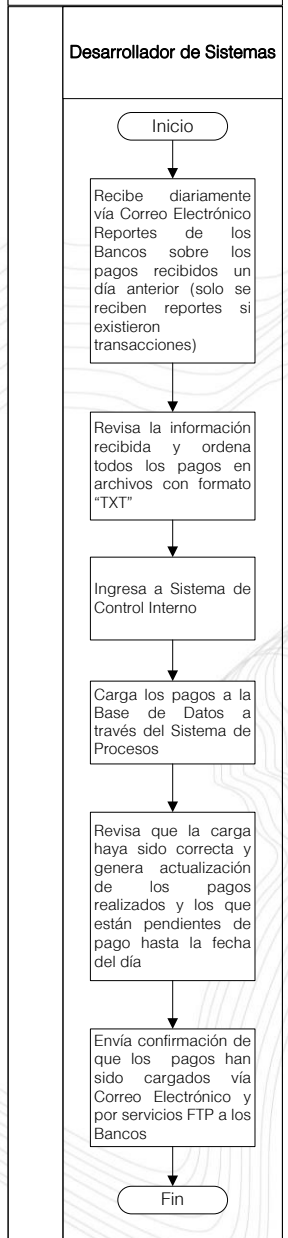 Desarrollador de Sistemas
Inicio
Recibe diariamente
vía Correo Electrónico
Reportes de los
Bancos sobre los
pagos recibidos un
día anterior (solo se
reciben reportes si
existieron
transacciones)
Revisa la información
recibida y ordena
todos los pagos en
archivos con formato
“TXT”
Ingresa a Sistema de
Control Interno
Carga los pagos a la
Base de Datos a
través del Sistema de
Procesos
Revisa que la carga
haya sido correcta y
genera actualización
de los pagos
realizados y los que
están pendientes de
pago hasta la fecha
del día
Envía confirmación de
que los pagos han
sido cargados vía
Correo Electrónico y
por servicios FTP a los
Bancos
Fin